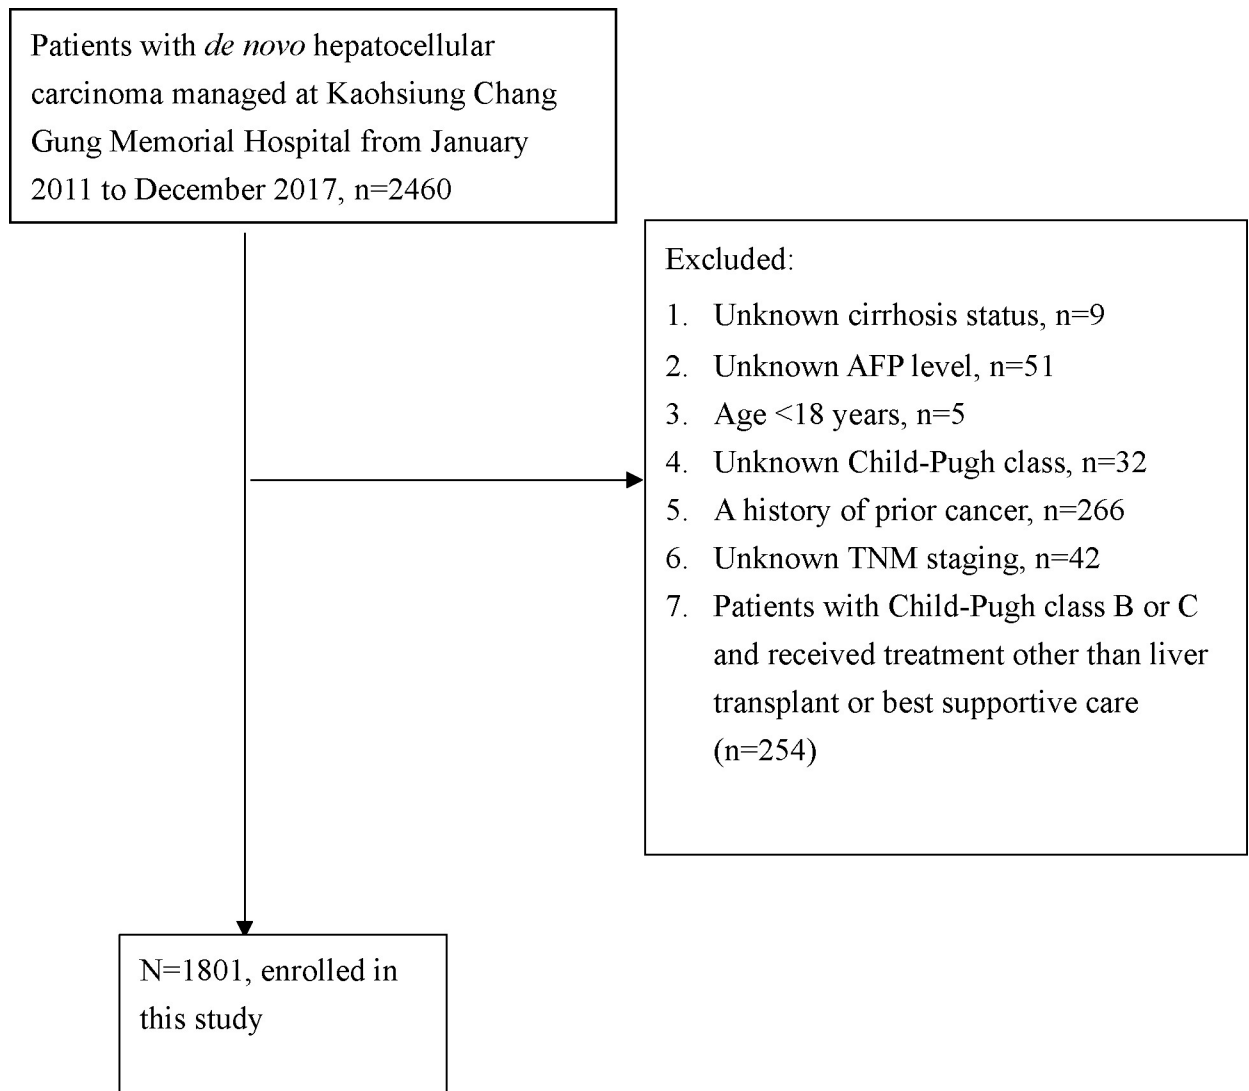 Patients with de novo hepatocellular
carcinoma managed at Kaohsiung Chang
Gung Memorial Hospital from January
2011 to December 2017, n=2460
Excluded:
1. Unknown cirrhosis status, n=9
2. Unknown AFP level, n=51
3. Age <18 years, n=5
4. Unknown Child-Pugh class, n=32
5. A history of prior cancer, n=266
6. Unknown TNM staging, n=42
7. Patients with Child-Pugh class B or C
and received treatment other than liver
transplant or best supportive care
(n=254)
N=1801, enrolled in
this study